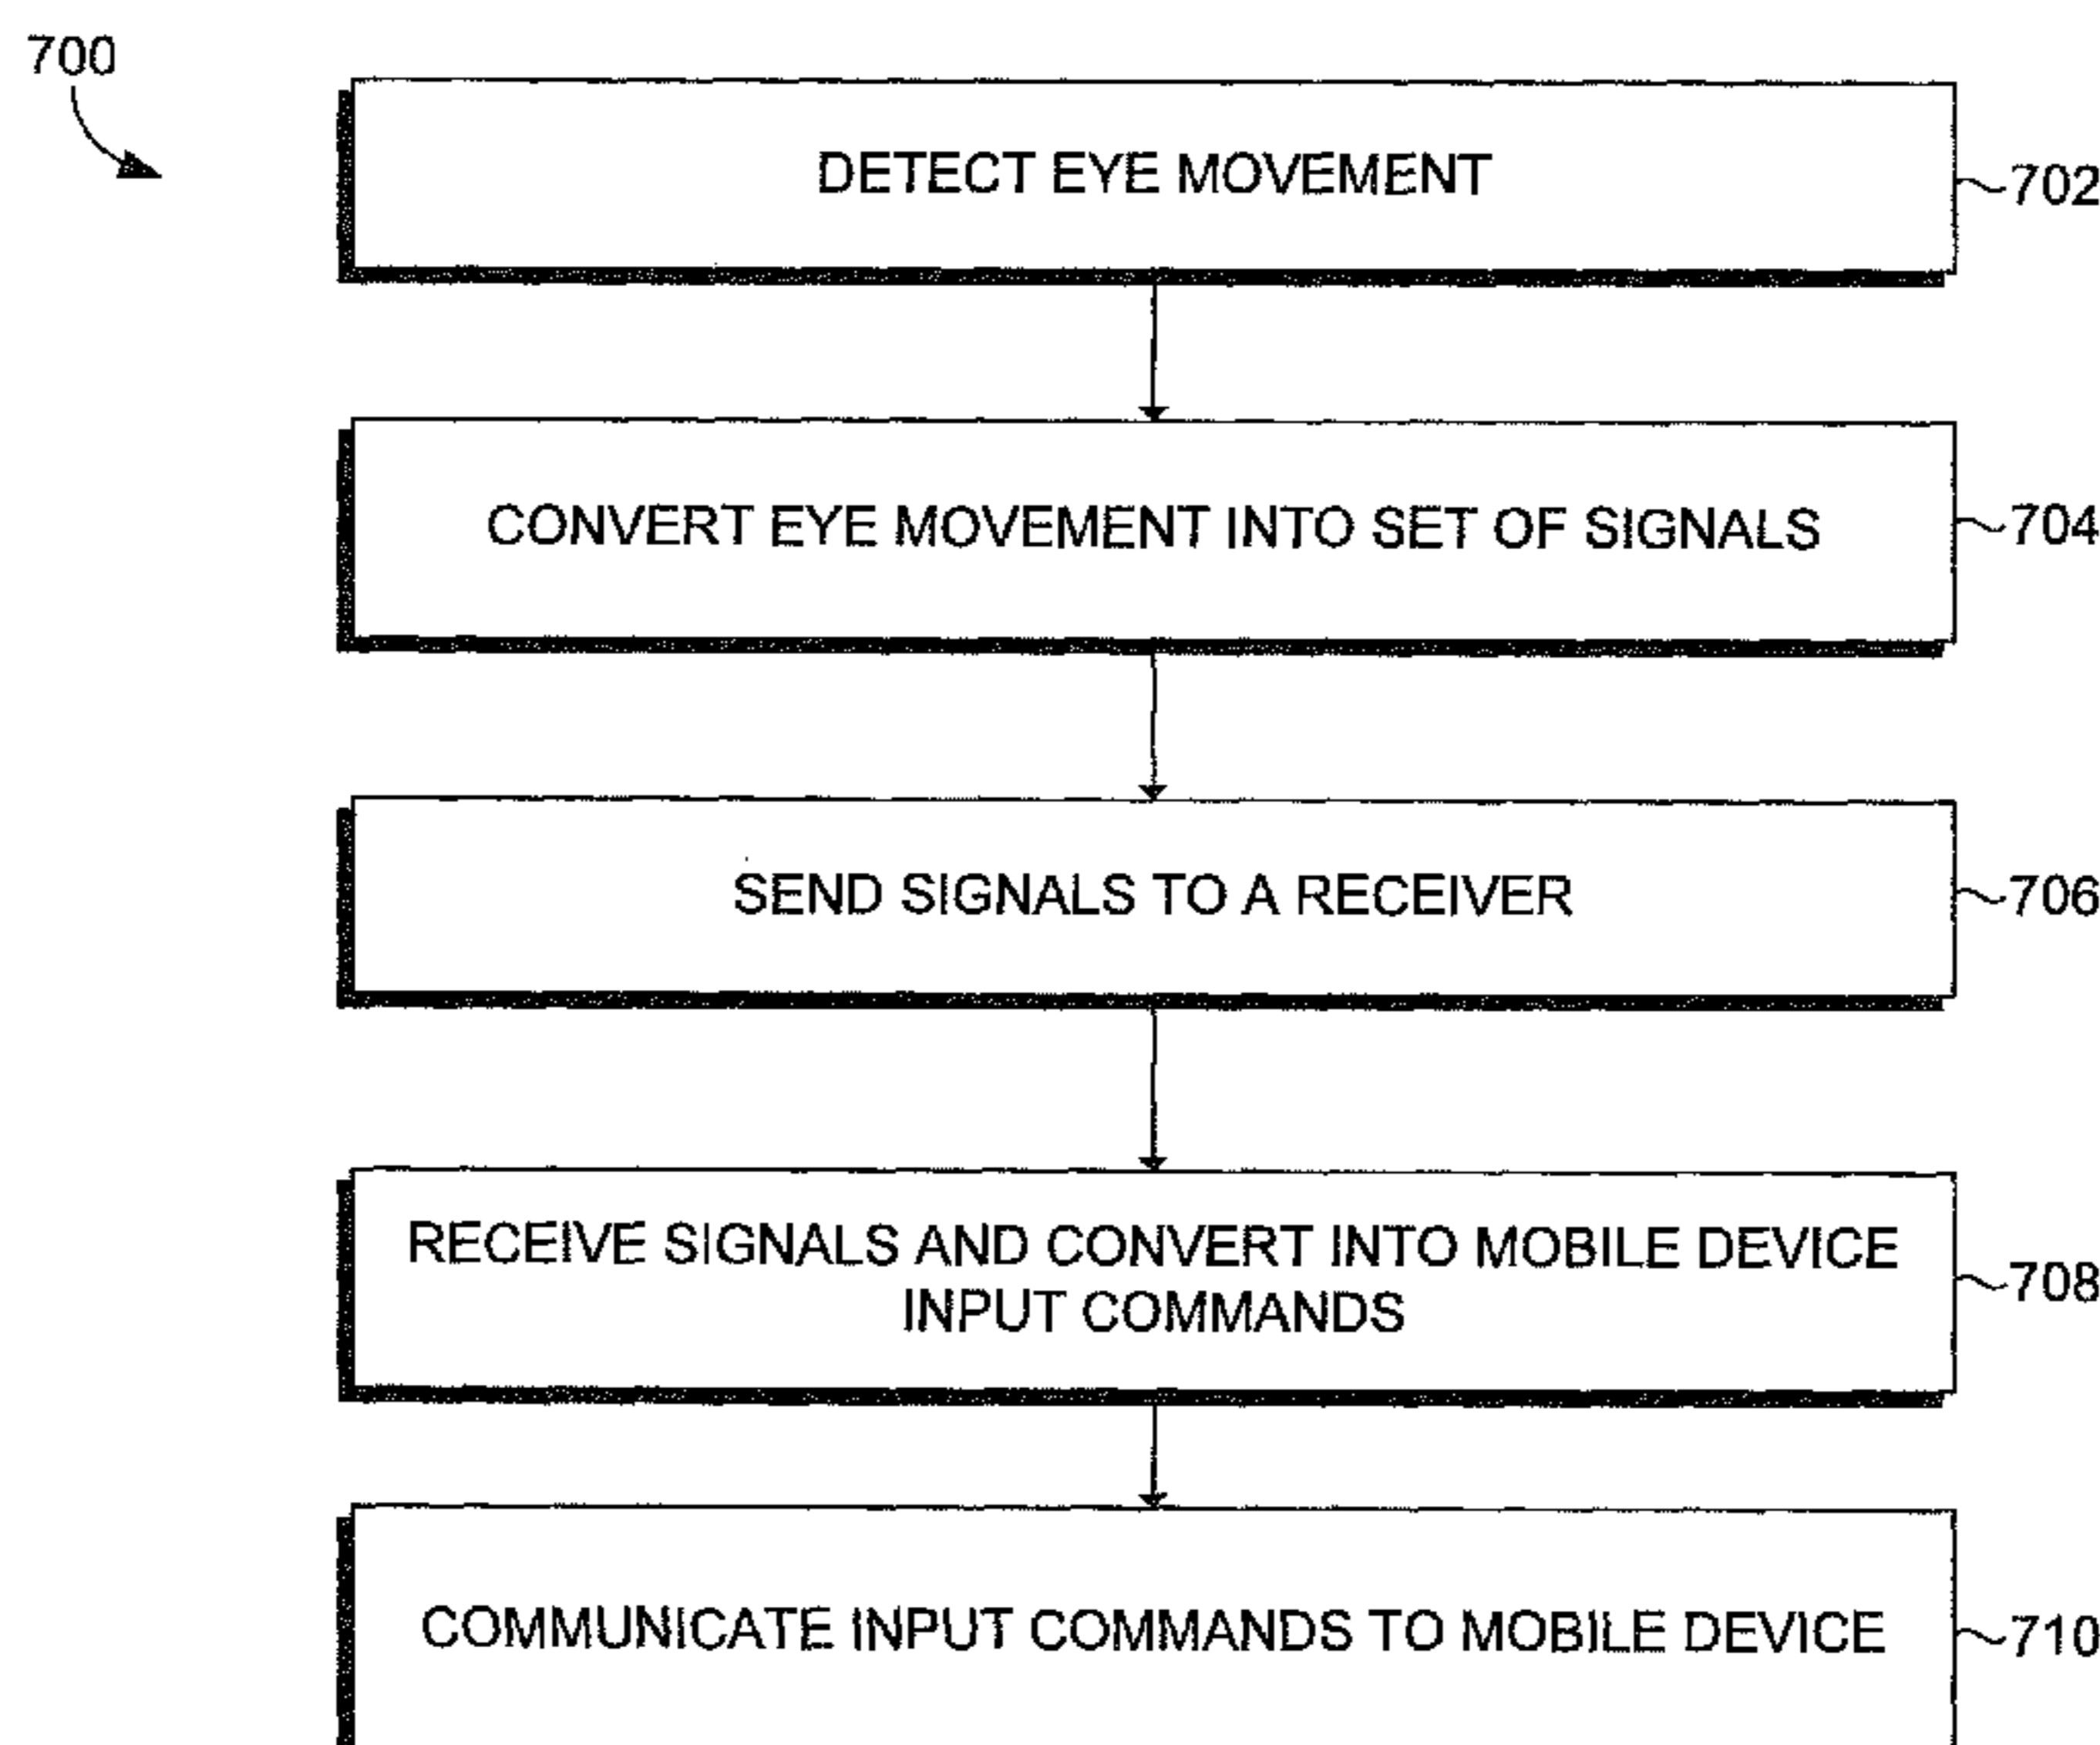 700
DETECT EYE MOVEMENT
702
CONVERT EYE MOVEMENT INTO SET OF SIGNALS
704
SEND SIGNALS TO A RECEIVER
706
RECEIVE SIGNALS AND CONVERT INTO MOBILE DEVICE
INPUT COMMANDS
708
COMMUNICATE INPUT COMMANDS TO MOBILE DEVICE
710